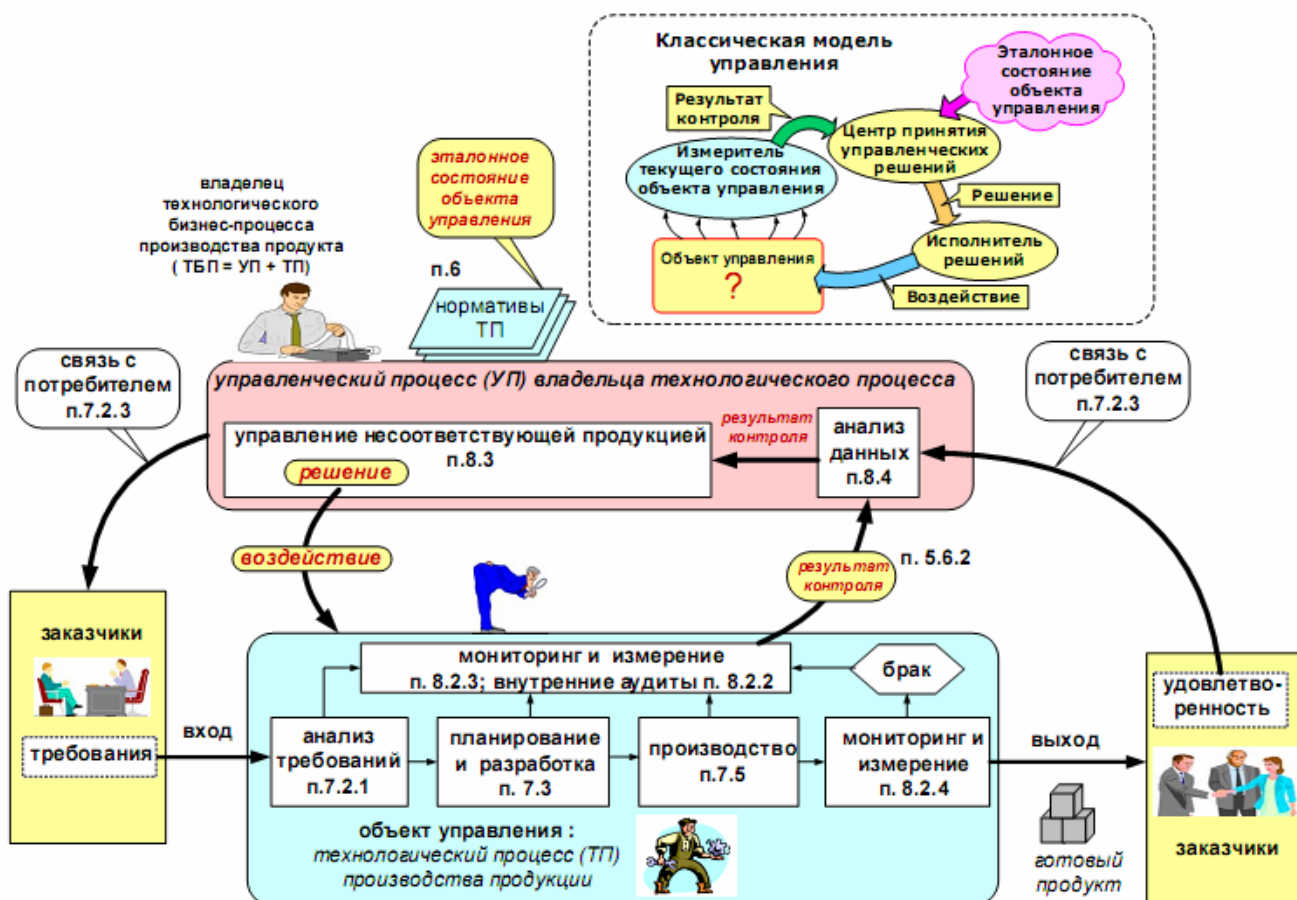 Классическая модель
управления
Эталонное
состояние
объекта
управления
Результат
контроля
Центр принятия
управленческих
решений
Измеритель
текущего состояния
объекта управления
Решение
Исполнитель
решений
Объект управления
?
Воздействие
эталонное
состояние
объекта
управления
владелец
технологического
бизнес-процесса
производства продукта
( ТБП = УП + ТП)
п.6
нормативы
ТП
связь с
потребителем
п.7.2.3
связь с
потребителем
п.7.2.3
управленческий процесс (УП) владельца технологического процесса
управление несоответствующей продукцией
п.8.3
решение
результат
контроля
анализ
данных
п.8.4
воздействие
результат
контроля
п. 5.6.2
заказчики
требования
вход
мониторинг и измерение
п. 8.2.3; внутренние аудиты п. 8.2.2
брак
анализ
требований
п.7.2.1
планирование
и разработка
п. 7.3
производство
п.7.5
мониторинг и
измерение
п. 8.2.4
объект управления :
технологический процесс (ТП)
производства продукции
выход
готовый
продукт
удовлетво-
ренность
заказчики